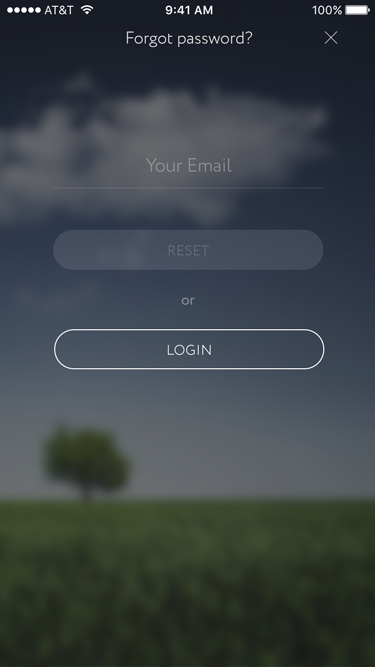 AT&T 9:41 AM 100%
Forgot password?
Your Email
RESET
or
LOGIN